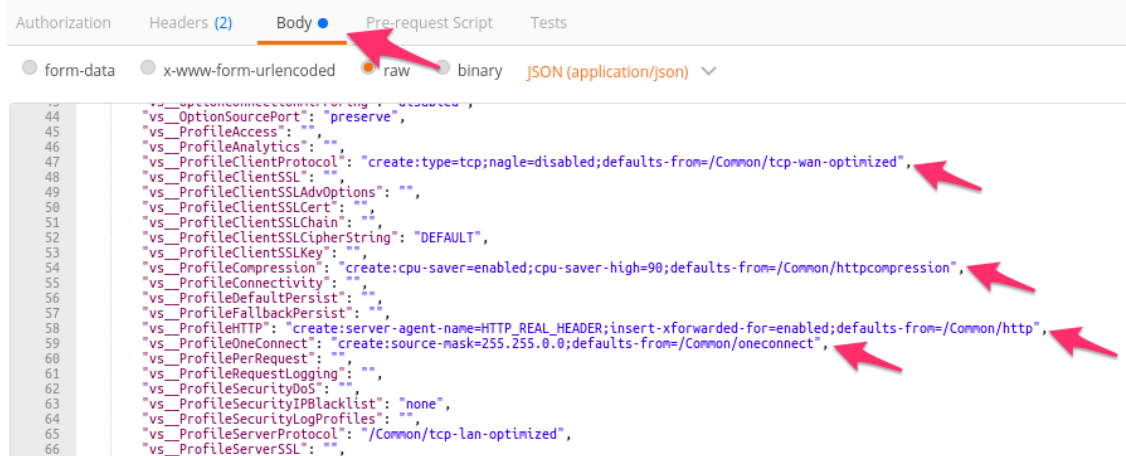 Authorization Headers (2) Body Pre-request Script Tests
form-data x-www-form-urlencoded raw binary JSON (application/json)
43 "vs__OptionConnectionMirroring": "disabled",
44 "vs__OptionSourcePort": "preserve",
45 "vs__ProfileAccess": "",
46 "vs__ProfileAnalytics": "",
47 "vs__ProfileClientProtocol": "create:type=tcp;nagle=disabled;defaults-from=/Common/tcp-wan-optimized",
48 "vs__ProfileClientSSL": "",
49 "vs__ProfileClientSSLAdvOptions": "",
50 "vs__ProfileClientSSLCert": "",
51 "vs__ProfileClientSSLChain": "",
52 "vs__ProfileClientSSLCipherString": "DEFAULT",
53 "vs__ProfileClientSSLKey": "",
54 "vs__ProfileCompression": "create:cpu-saver=enabled;cpu-saver-high=90;defaults-from=/Common/httpcompression",
55 "vs__ProfileConnectivity": "",
56 "vs__ProfileDefaultPersist": "",
57 "vs__ProfileFallbackPersist": "",
58 "vs__ProfileHTTP": "create:server-agent-name=HTTP_REAL_HEADER;insert-xforwarded-for=enabled;defaults-from=/Common/http",
59 "vs__ProfileOneConnect": "create:source-mask=255.255.0.0;defaults-from=/Common/oneconnect",
60 "vs__ProfilePerRequest": "",
61 "vs__ProfileRequestLogging": "",
62 "vs__ProfileSecurityDoS": "",
63 "vs__ProfileSecurityIPBlacklist": "none",
64 "vs__ProfileSecurityLogProfiles": "",
65 "vs__ProfileServerProtocol": "/Common/tcp-lan-optimized",
66 "vs__ProfileServerSSL": "",